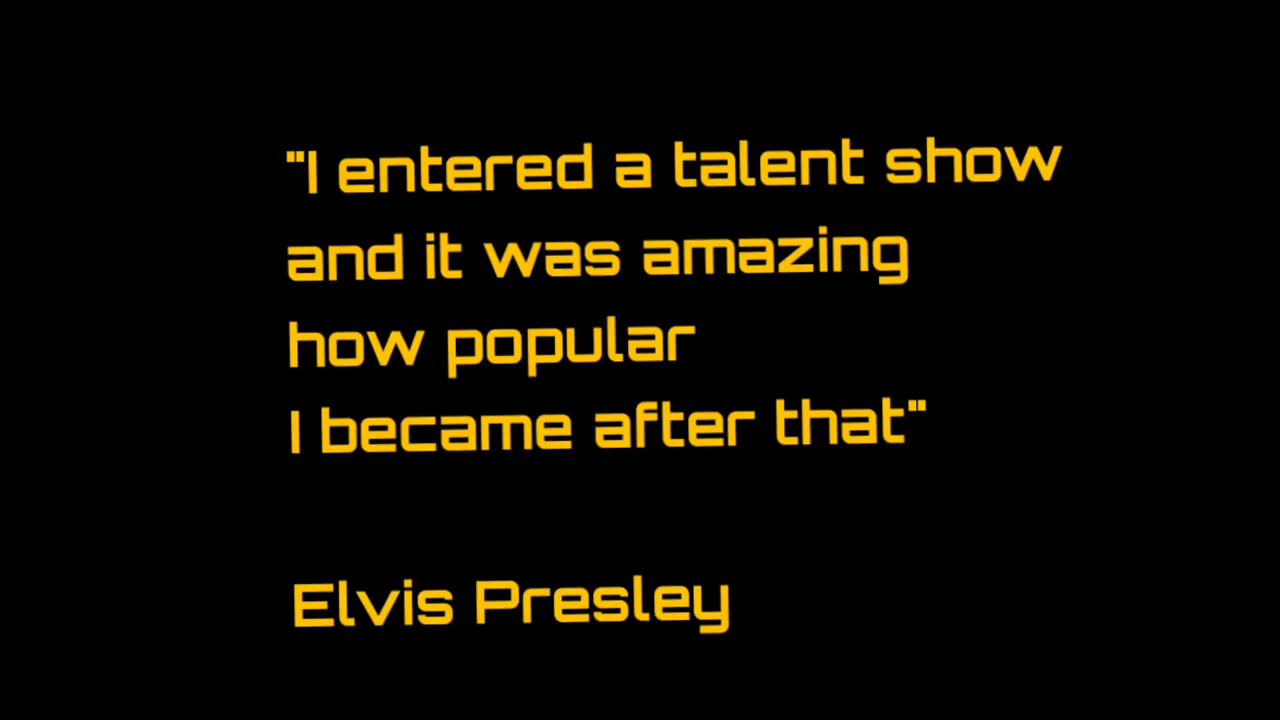 "I entered a talent show
and it was amazing
how popular
I became after that"
Elvis Presley